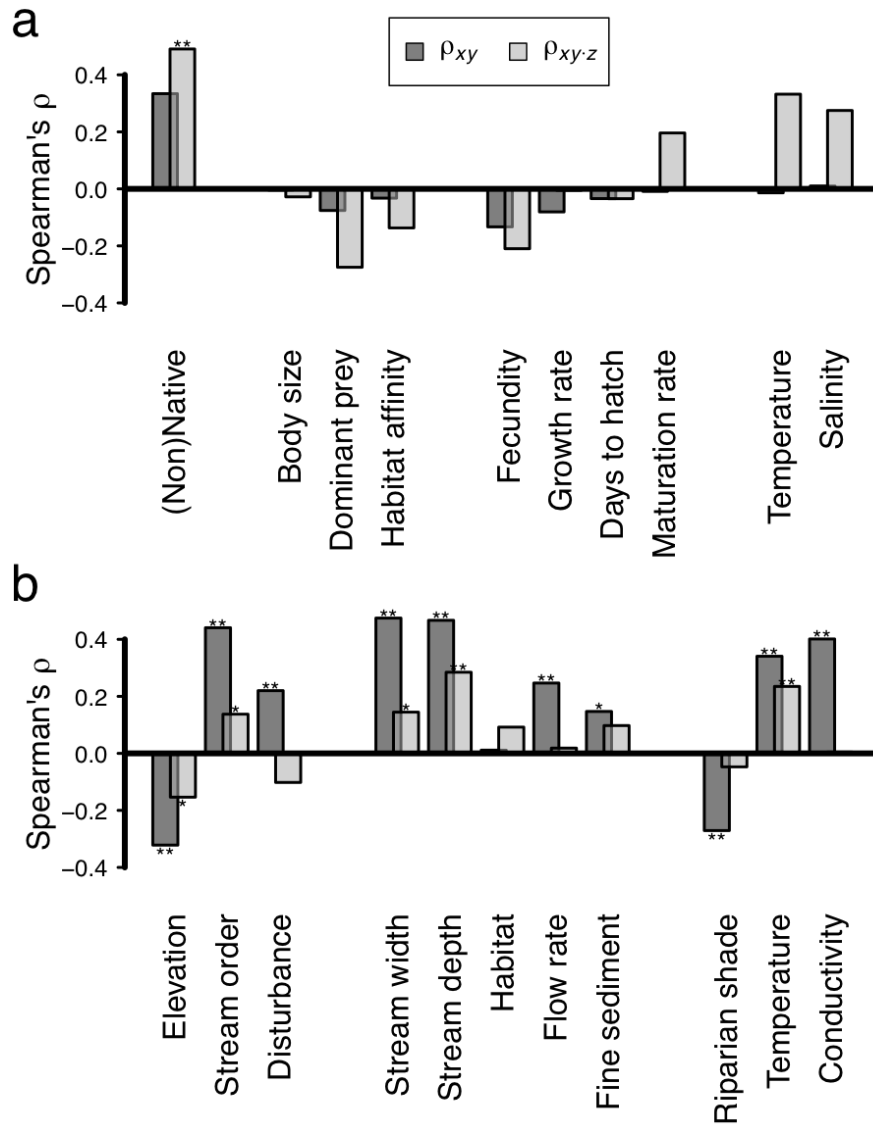 a
ρxy ρxy·z
Spearman's ρ
0.4
0.2
0.0
−0.2
−0.4
**
(Non)Native
Body size
Dominant prey
Habitat affinity
Fecundity
Growth rate
Days to hatch
Maturation rate
Temperature
Salinity
b
Spearman's ρ
0.4
0.2
0.0
−0.2
−0.4
** * ** * ** ** ** * ** ** ** ** * ** **
Elevation
Stream order
Disturbance
Stream width
Stream depth
Habitat
Flow rate
Fine sediment
Riparian shade
Temperature
Conductivity